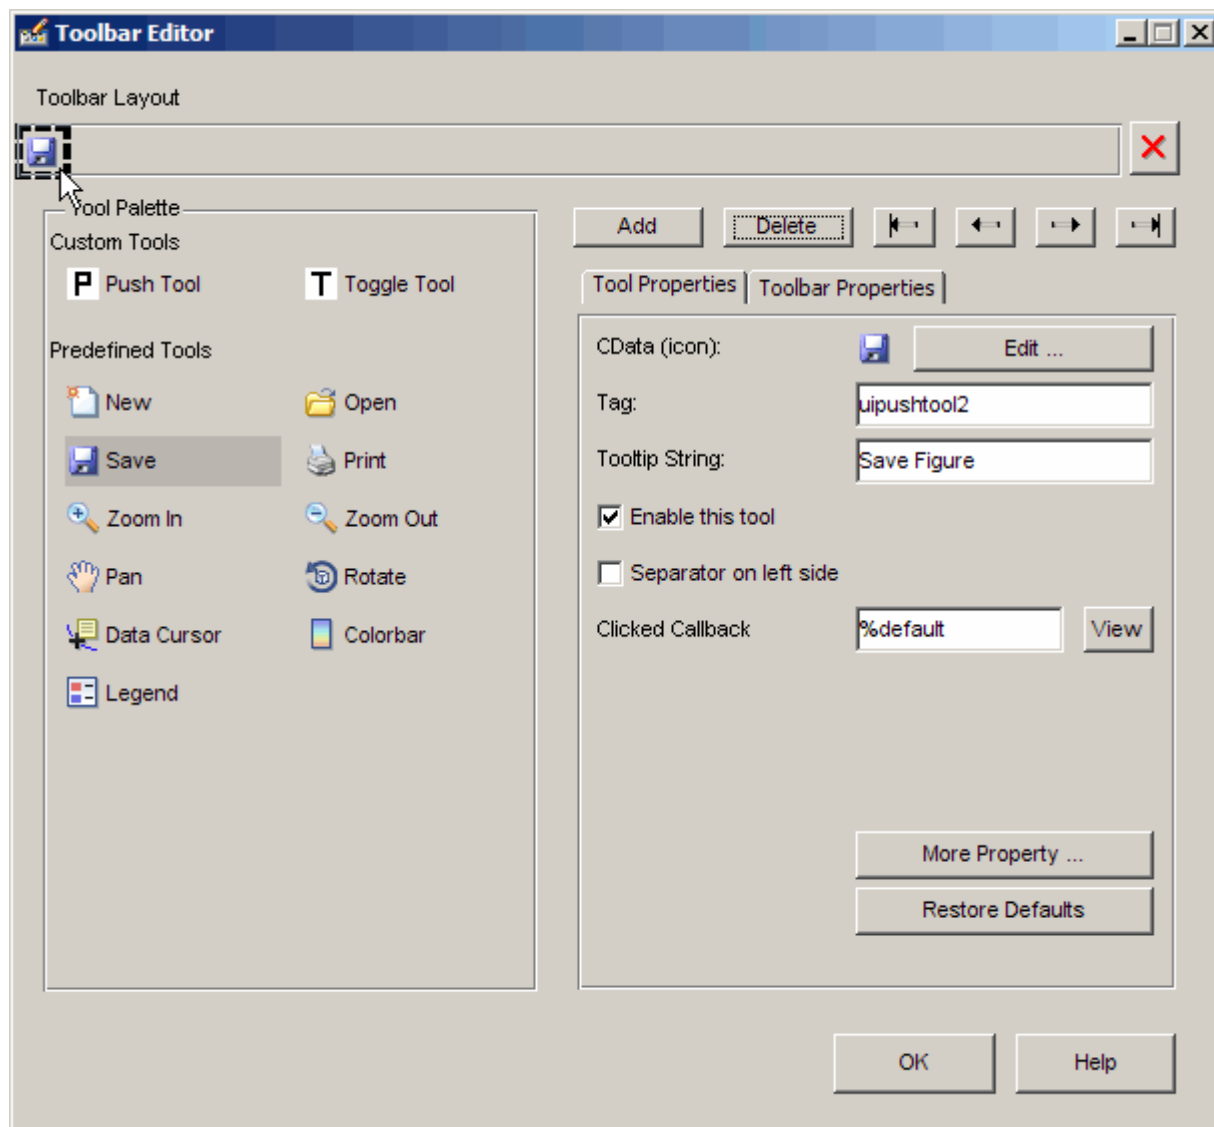 Toolbar Editor
Toolbar Layout
Tool Palette
Custom Tools
P Push Tool
T Toggle Tool
Predefined Tools
New
Open
Save
Print
Zoom In
Zoom Out
Pan
Rotate
Data Cursor
Colorbar
Legend
Add
Delete
Tool Properties
Toolbar Properties
CData (icon):
Edit ...
Tag:
uipushtool2
Tooltip String:
Save Figure
Enable this tool
Separator on left side
Clicked Callback
%default
View
More Property ...
Restore Defaults
OK
Help